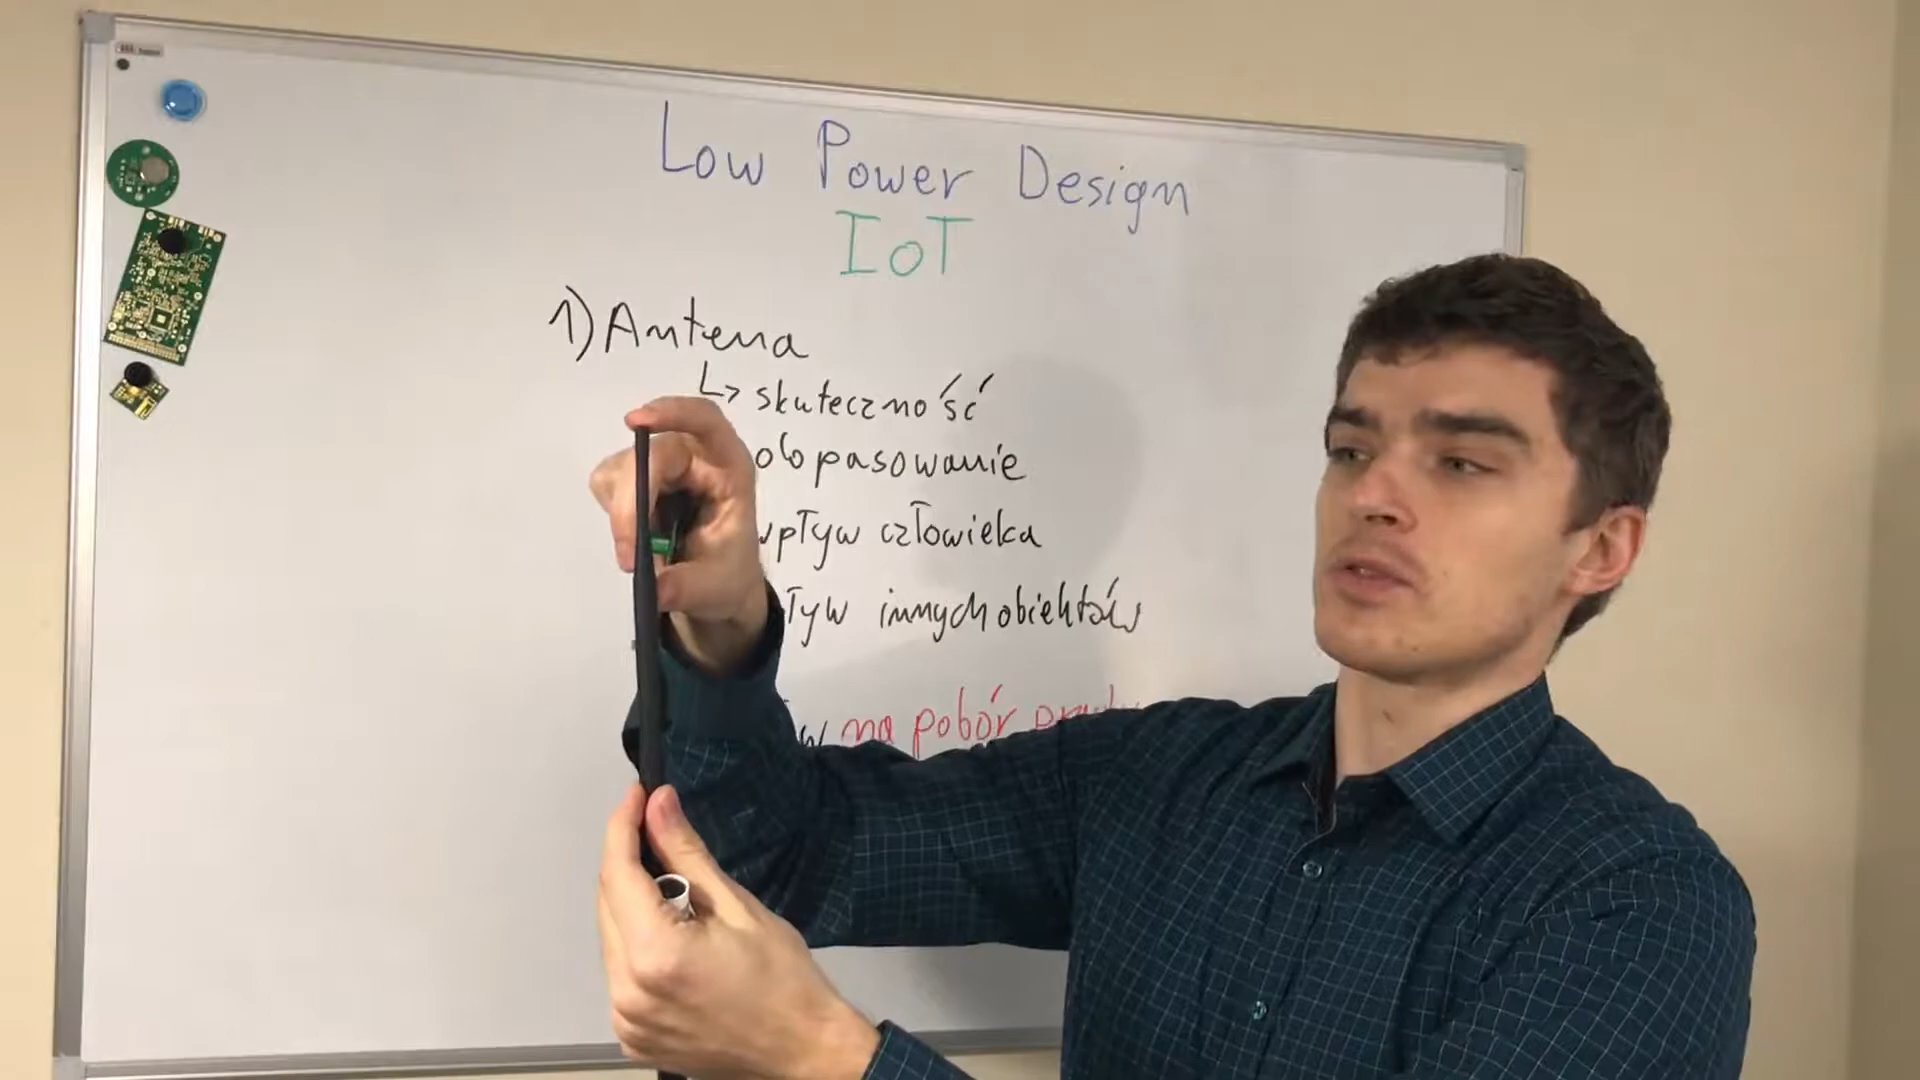 Low Power Design
IoT
1) Antena
↳ skuteczność
dopasowanie
wpływ człowieka
innych obiektów
na pobór